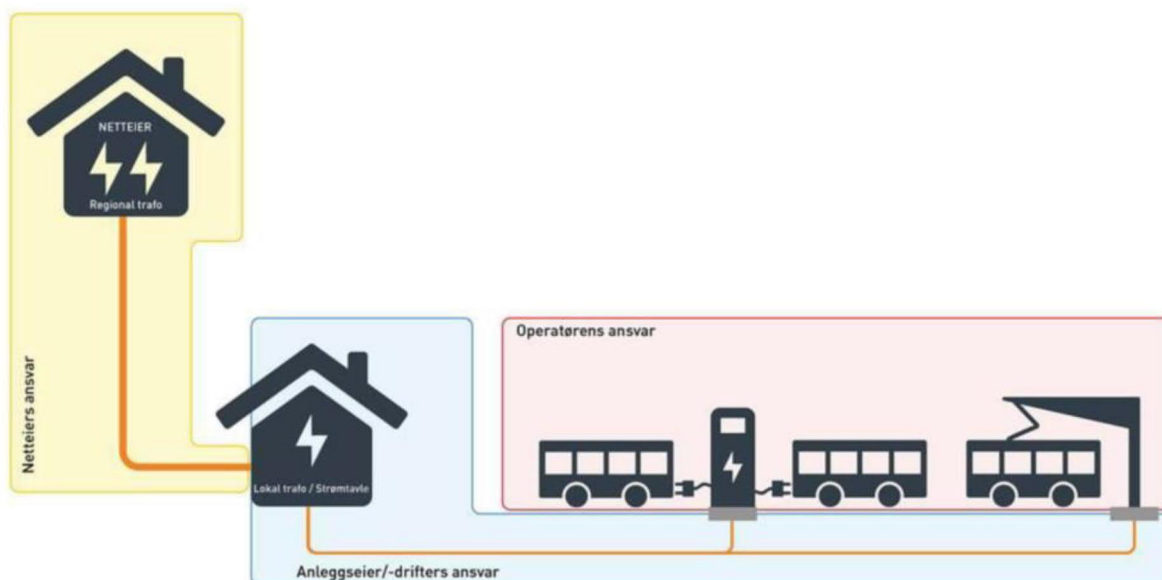 NETTEIER
Regional trafo
Netteiers ansvar
Operatørens ansvar
Lokal trafo / Strømtavle
Anleggseier/-drifters ansvar